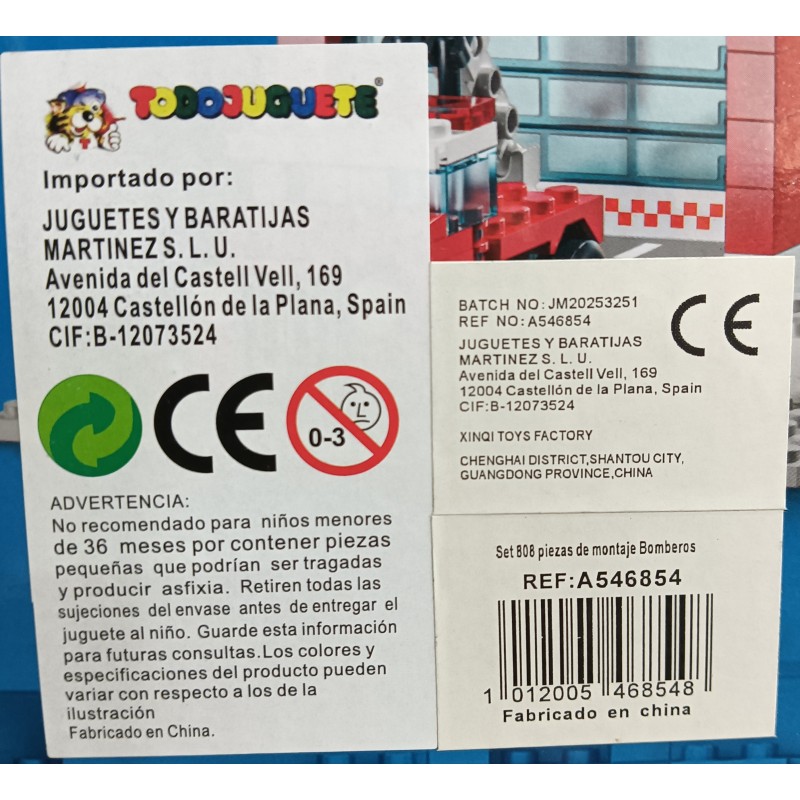 TODOJUGUETE®
Importado por:
JUGUETES Y BARATIJAS
MARTINEZ S. L. U.
Avenida del Castell Vell, 169
12004 Castellón de la Plana, Spain
CIF:B-12073524
CE
0-3
ADVERTENCIA:
No recomendado para niños menores
de 36 meses por contener piezas
pequeñas que podrían ser tragadas
y producir asfixia. Retiren todas las
sujeciones del envase antes de entregar el
juguete al niño. Guarde esta información
para futuras consultas.Los colores y
especificaciones del producto pueden
variar con respecto a los de la
ilustración
Fabricado en China.
BATCH NO:JM20253251
REF NO:A546854
CE
JUGUETES Y BARATIJAS
MARTINEZ S. L. U.
Avenida del Castell Vell, 169
12004 Castellón de la Plana, Spain
CIF:B-12073524
XINQI TOYS FACTORY
CHENGHAI DISTRICT,SHANTOU CITY,
GUANGDONG PROVINCE,CHINA
Set 808 piezas de montaje Bomberos
REF:A546854
1 012005 468548
Fabricado en china